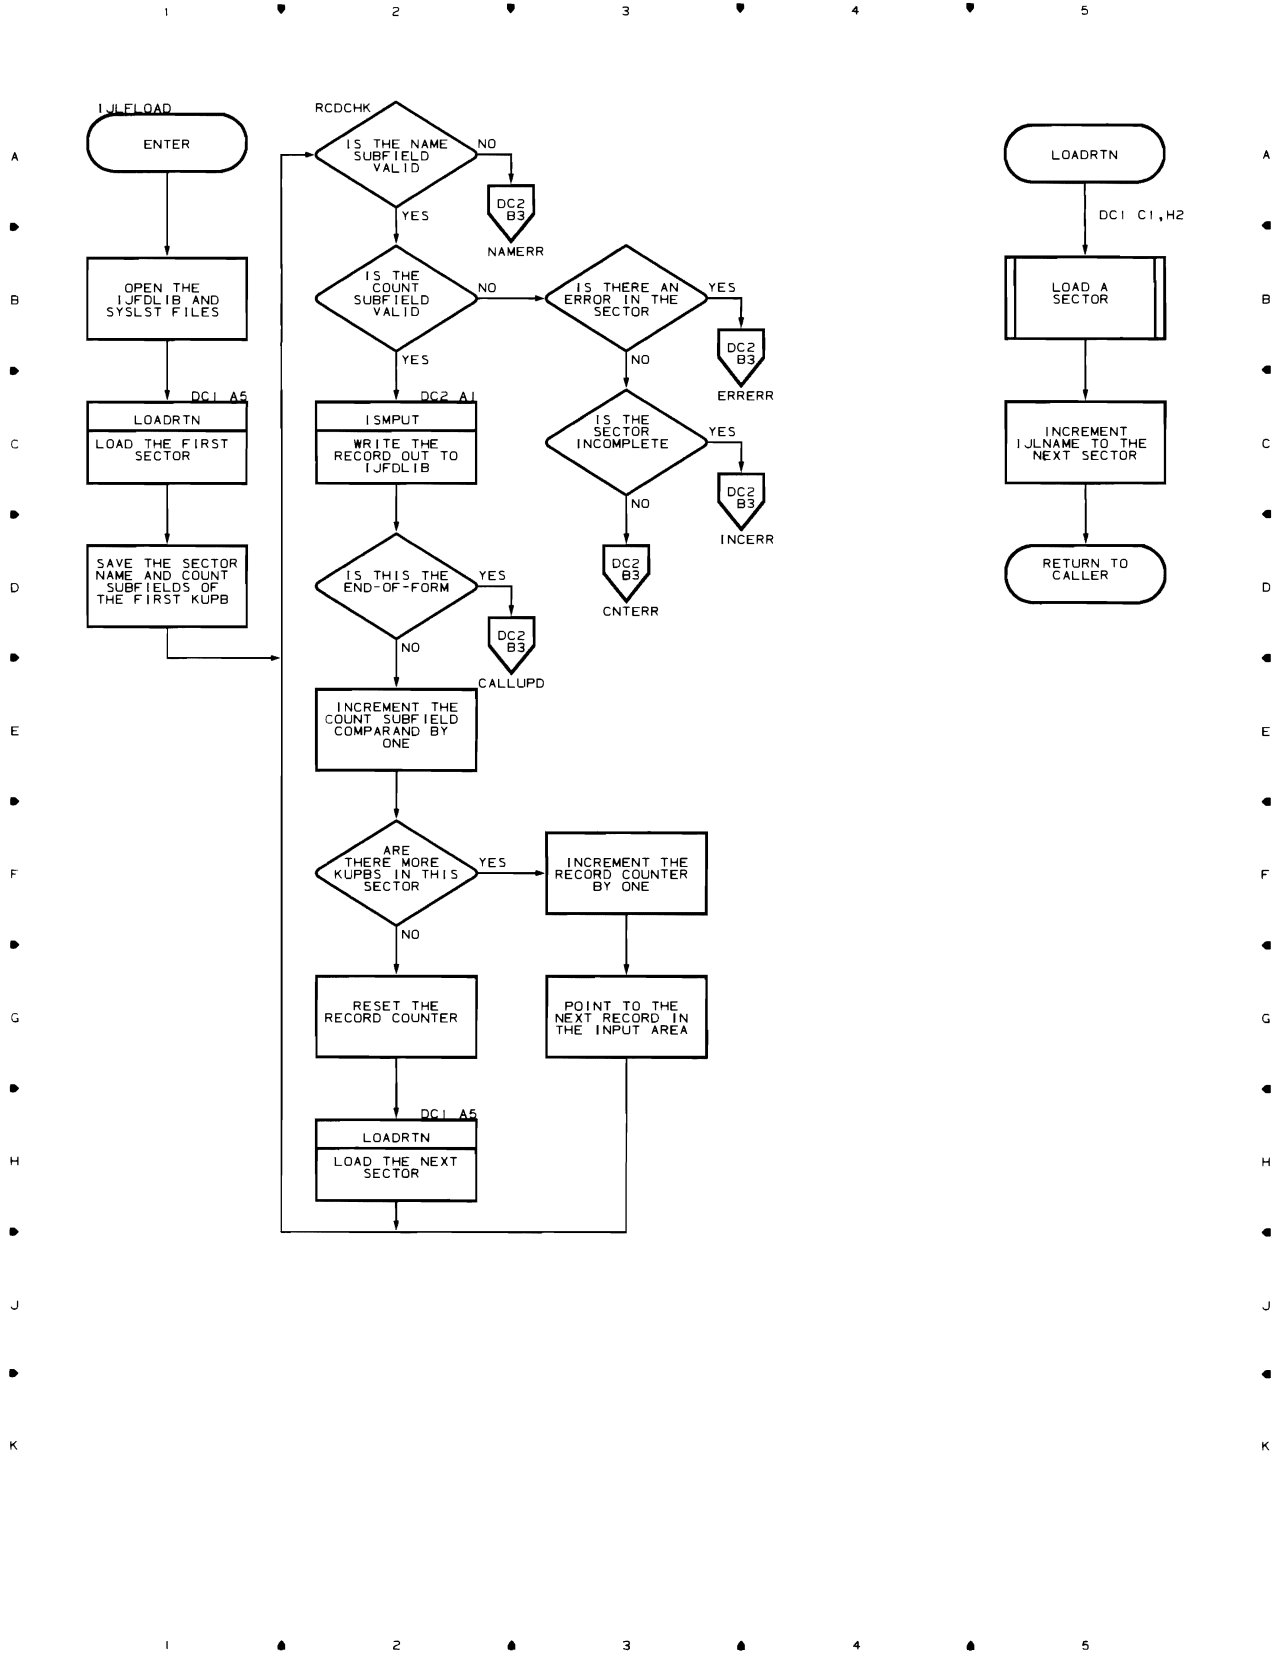 1 2 3 4 5
IJLFLOAD
ENTER
OPEN THE
IJFDLIB AND
SYSLST FILES
DC1 A5
LOADRTN
LOAD THE FIRST
SECTOR
SAVE THE SECTOR
NAME AND COUNT
SUBFIELDS OF
THE FIRST KUPB
RCDCHK
IS THE NAME
SUBFIELD
VALID
NO
DC2
B3
NAMERR
YES
IS THE
COUNT
SUBFIELD
VALID
NO
YES
DC2 A1
ISMPUT
WRITE THE
RECORD OUT TO
IJFDLIB
IS THIS THE
END-OF-FORM
YES
DC2
B3
CALLUPD
NO
INCREMENT THE
COUNT SUBFIELD
COMPARAND BY
ONE
ARE
THERE MORE
KUPBS IN THIS
SECTOR
YES
NO
RESET THE
RECORD COUNTER
DC1 A5
LOADRTN
LOAD THE NEXT
SECTOR
IS THERE AN
ERROR IN THE
SECTOR
YES
DC2
B3
ERRERR
NO
IS THE
SECTOR
INCOMPLETE
YES
DC2
B3
INCERR
NO
DC2
B3
CNTERR
INCREMENT THE
RECORD COUNTER
BY ONE
POINT TO THE
NEXT RECORD IN
THE INPUT AREA
LOADRTN
DC1 C1,H2
LOAD A
SECTOR
INCREMENT
IJLNAME TO THE
NEXT SECTOR
RETURN TO
CALLER
A A
B B
C C
D D
E E
F F
G G
H H
J J
K K
1 2 3 4 5